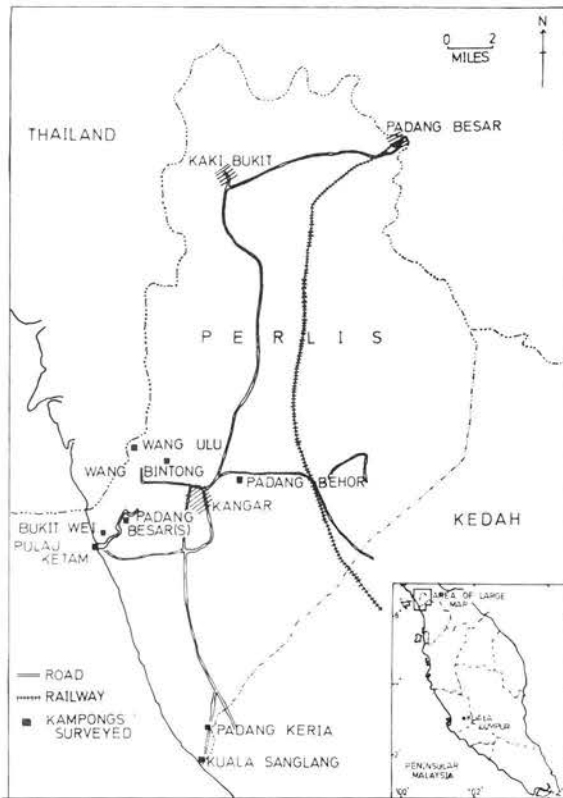 N
0 2
MILES
THAILAND
PADANG BESAR
KAKI BUKIT
PERLIS
WANG ULU
WANG BINTONG
PADANG BEHOR
KANGAR
BUKIT WEI
PADANG
BESAR(S)
PULAU
KETAM
KEDAH
AREA OF LARGE
MAP
KUALA
LUMPUR
PENINSULAR
MALAYSIA
ROAD
RAILWAY
KAMPONGS
SURVEYED
PADANG KERIA
KUALA SANGLANG